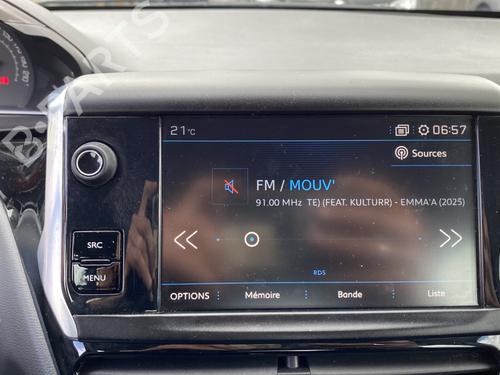 21°C 06:57
Sources
FM / MOUV'
91.00 MHz TE) (FEAT. KULTURR) - EMMA'A (2025)
SRC
MENU
RDS
OPTIONS Mémoire Bande Liste